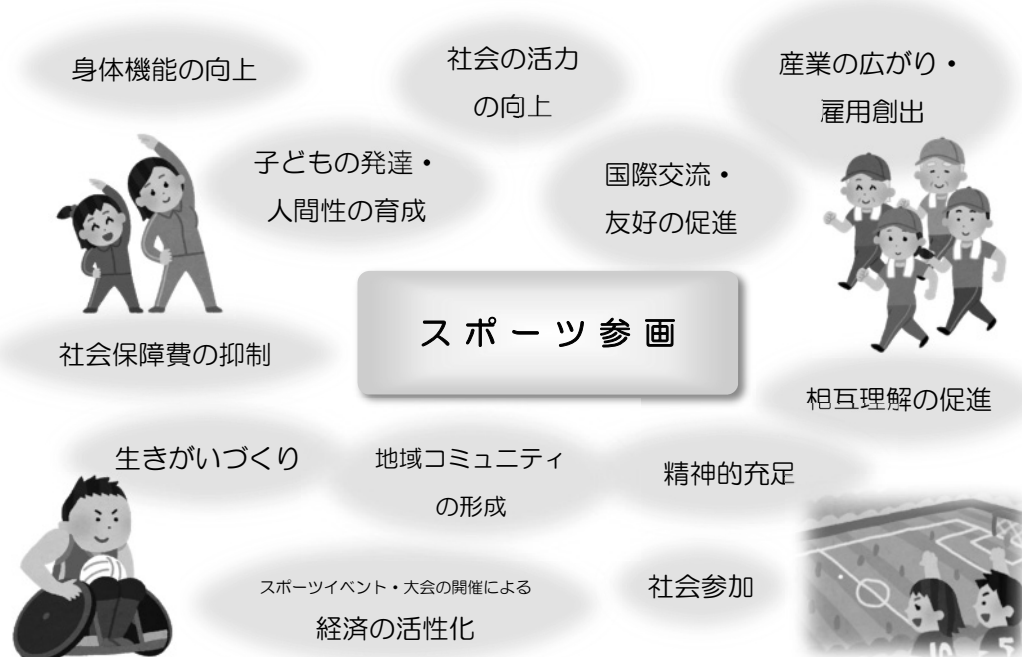 身体機能の向上
社会の活力
の向上
産業の広がり・
雇用創出
子どもの発達・
人間性の育成
国際交流・
友好の促進
スポーツ参画
社会保障費の抑制
相互理解の促進
生きがいづくり
地域コミュニティ
の形成
精神的充足
スポーツイベント・大会の開催による
経済の活性化
社会参加
10
5